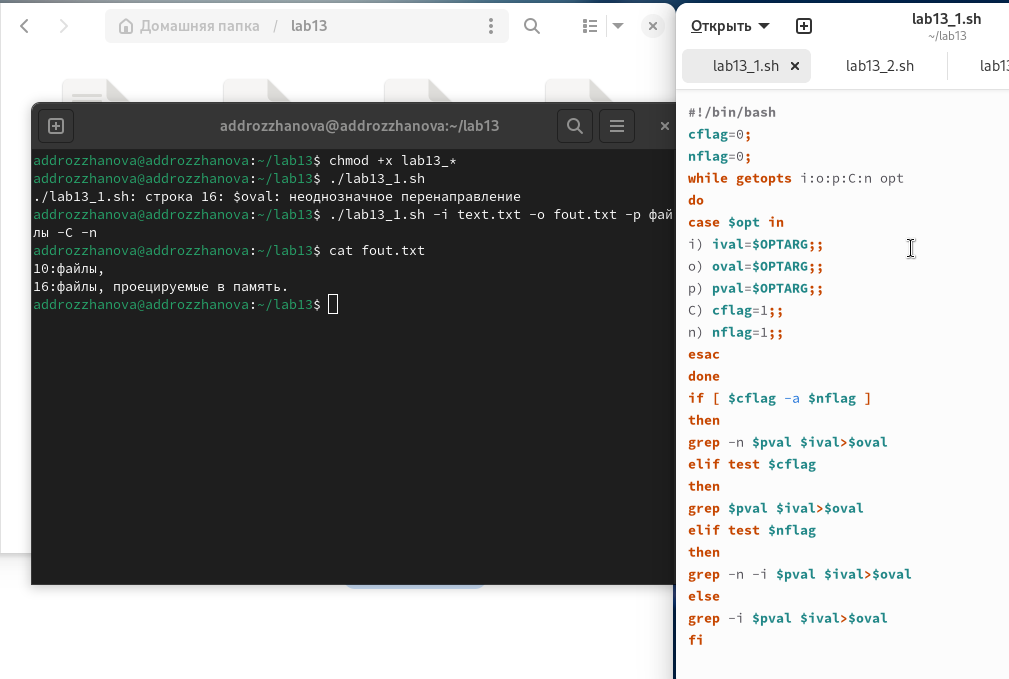 Домашняя папка / lab13
addrozzhanova@addrozzhanova:~/lab13
addrozzhanova@addrozzhanova:~/lab13$ chmod +x lab13_*
addrozzhanova@addrozzhanova:~/lab13$ ./lab13_1.sh
./lab13_1.sh: строка 16: $oval: неоднозначное перенаправление
addrozzhanova@addrozzhanova:~/lab13$ ./lab13_1.sh -i text.txt -o fout.txt -p фай
лы -C -n
addrozzhanova@addrozzhanova:~/lab13$ cat fout.txt
10:файлы,
16:файлы, проецируемые в память.
addrozzhanova@addrozzhanova:~/lab13$
Открыть
lab13_1.sh
~/lab13
lab13_1.sh
lab13_2.sh
lab13
#!/bin/bash
cflag=0;
nflag=0;
while getopts i:o:p:C:n opt
do
case $opt in
i) ival=$OPTARG;;
o) oval=$OPTARG;;
p) pval=$OPTARG;;
C) cflag=1;;
n) nflag=1;;
esac
done
if [ $cflag -a $nflag ]
then
grep -n $pval $ival>$oval
elif test $cflag
then
grep $pval $ival>$oval
elif test $nflag
then
grep -n -i $pval $ival>$oval
else
grep -i $pval $ival>$oval
fi